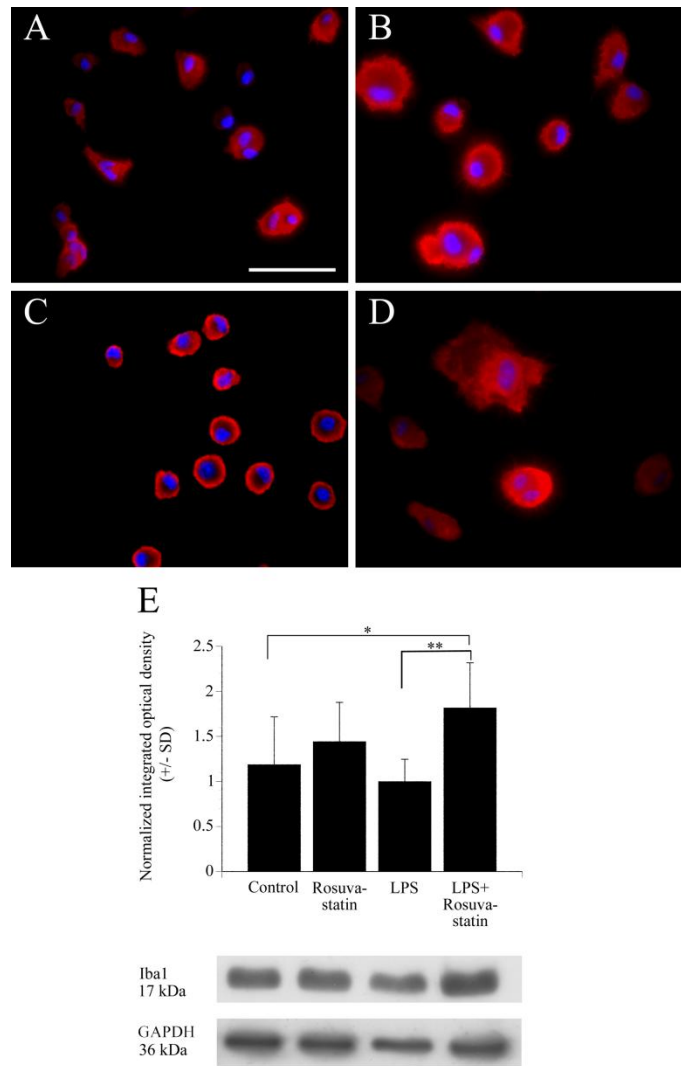 A
B
C
D
E
Normalized integrated optical density
(+/- SD)
2.5
2
1.5
1
0.5
0
*
**
Control
Rosuva-
statin
LPS
LPS+
Rosuva-
statin
Iba1
17 kDa
GAPDH
36 kDa